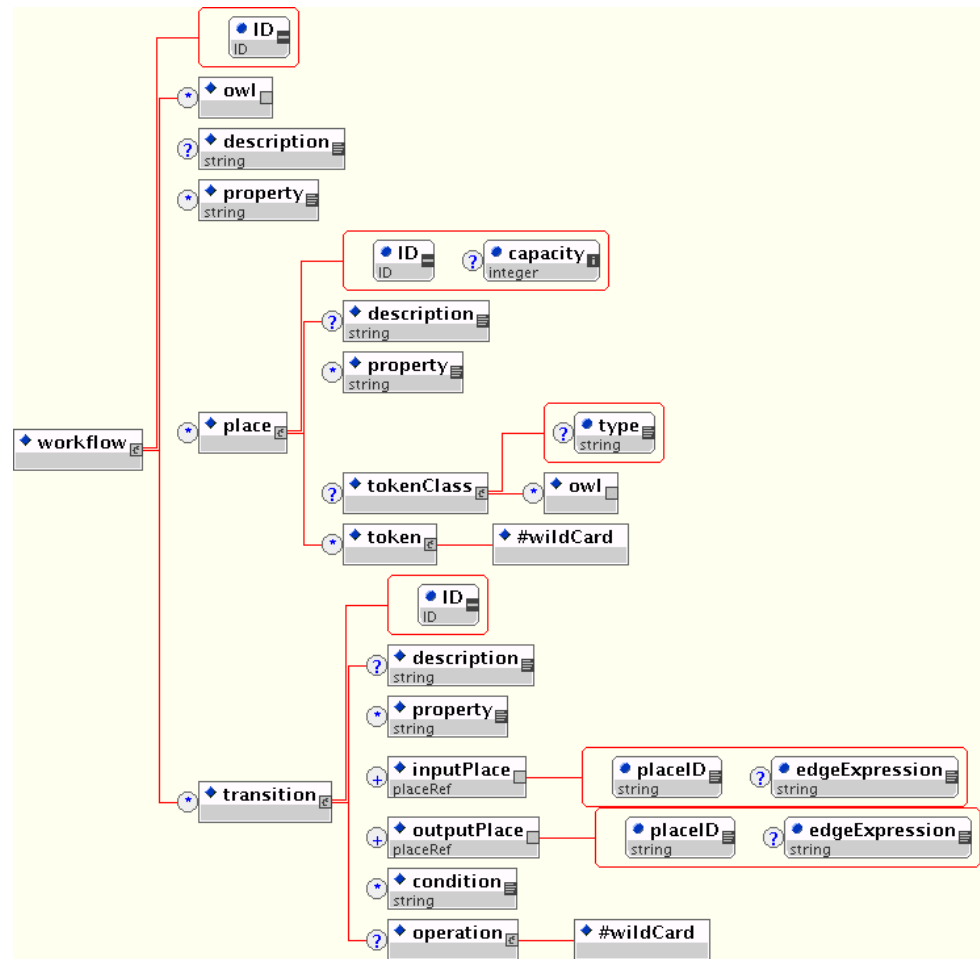 ID
ID
* owl
? description
string
* property
string
ID
ID
? capacity
integer
? description
string
* property
string
workflow
* place
? type
string
? tokenClass
* owl
* token
#wildCard
ID
ID
? description
string
* property
string
+ inputPlace
placeRef
placeID
string
? edgeExpression
string
* transition
+ outputPlace
placeRef
placeID
string
? edgeExpression
string
* condition
string
? operation
#wildCard